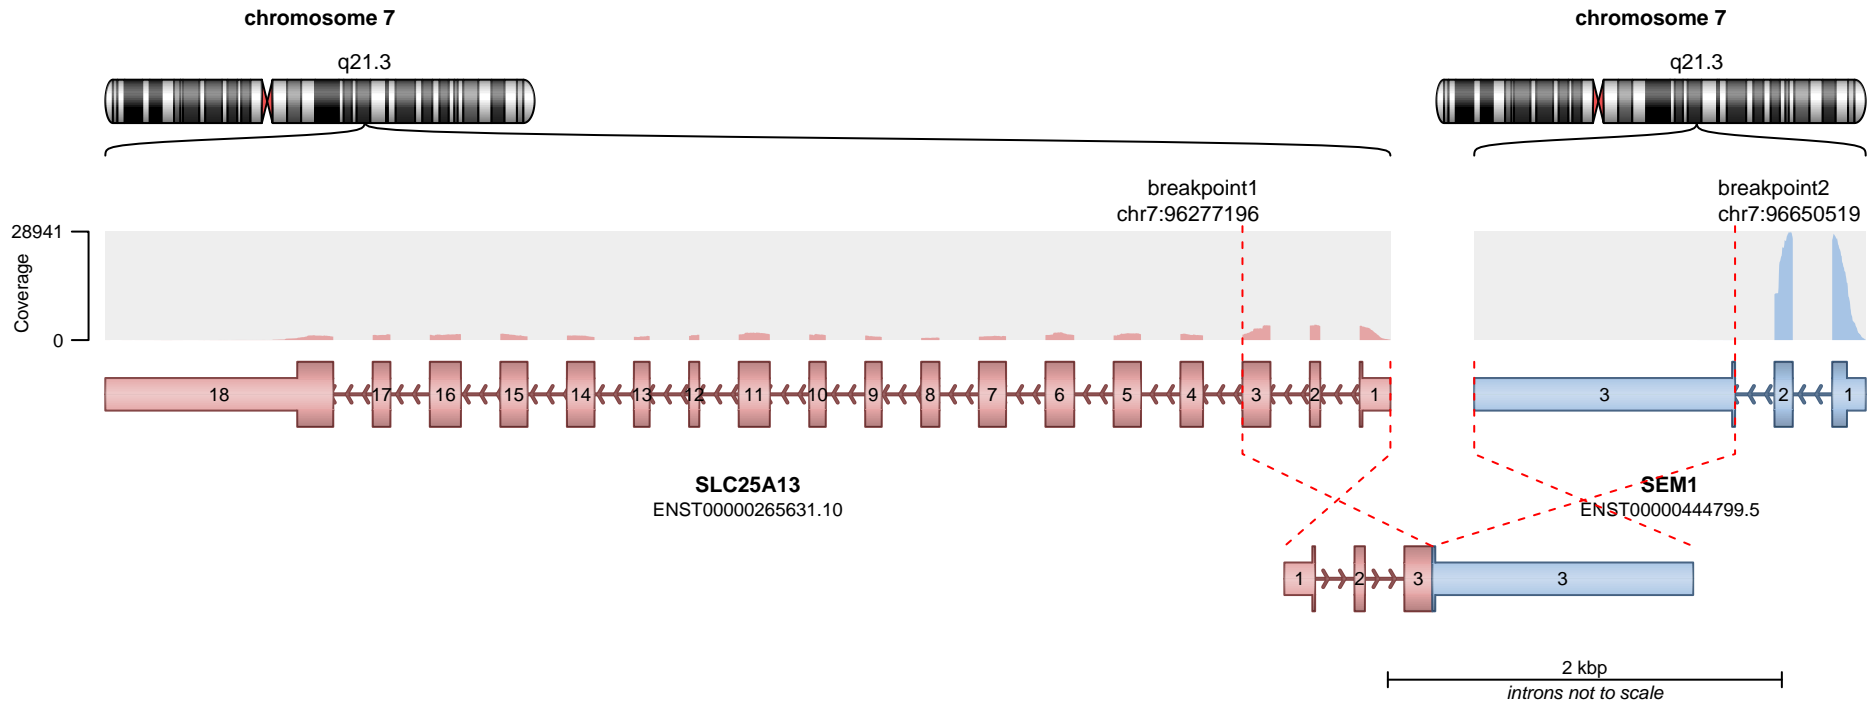 chromosome 7
chromosome 7
q21.3
q21.3
breakpoint1
chr7:96277196
breakpoint2
chr7:96650519
28941
Coverage
0
18 17 16 15 14 13 12 11 10 9 8 7 6 5 4 3 2 1
3 2 1
SLC25A13
ENST00000265631.10
SEM1
ENST00000444799.5
1 2 3 3
2 kbp
introns not to scale